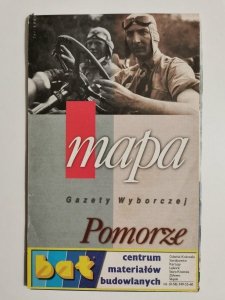 mapa
Gazety Wyborczej
Pomorze
bat
centrum
materiałów
budowlanych